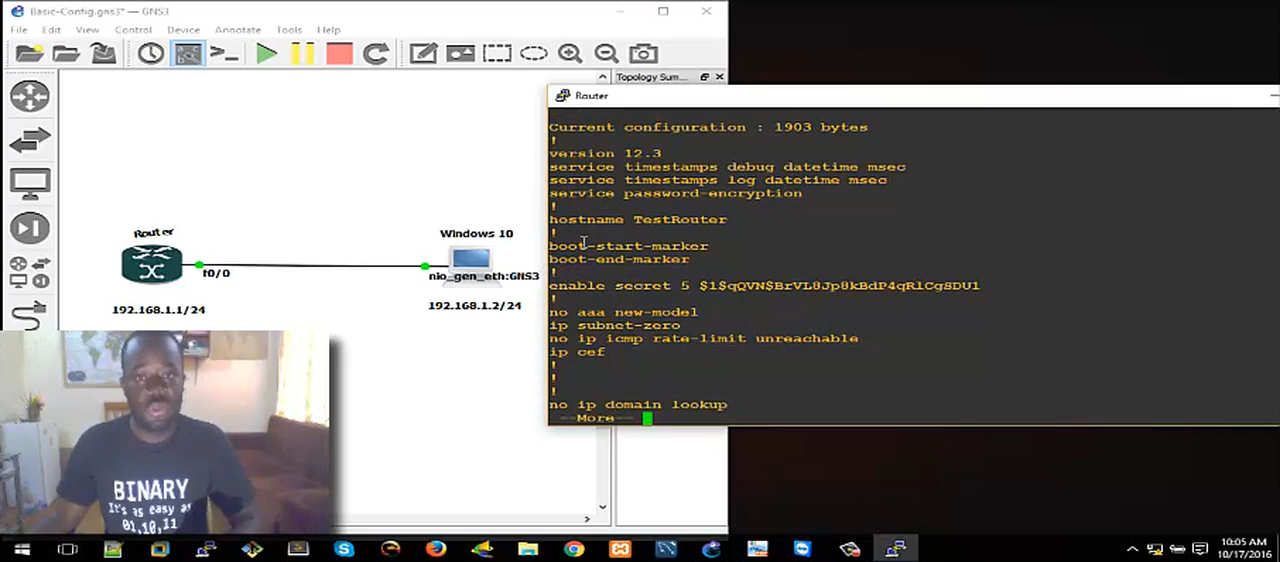 Basic-Config.gns3* — GNS3
File Edit View Control Device Annotate Tools Help
Topology Sum...
Router
Current configuration : 1903 bytes
!
version 12.3
service timestamps debug datetime msec
service timestamps log datetime msec
service password-encryption
!
hostname TestRouter
!
boot-start-marker
boot-end-marker
!
enable secret 5 $1$qQVN$BrVL8Jp8kBdP4qRlCgSDU1
!
no aaa new-model
ip subnet-zero
no ip icmp rate-limit unreachable
ip cef
!
!
!
no ip domain lookup
--More--
Router
f0/0
192.168.1.1/24
Windows 10
nio_gen_eth:GNS3
192.168.1.2/24
BINARY
It's as easy as
01,10,11
10:05 AM
10/17/2016